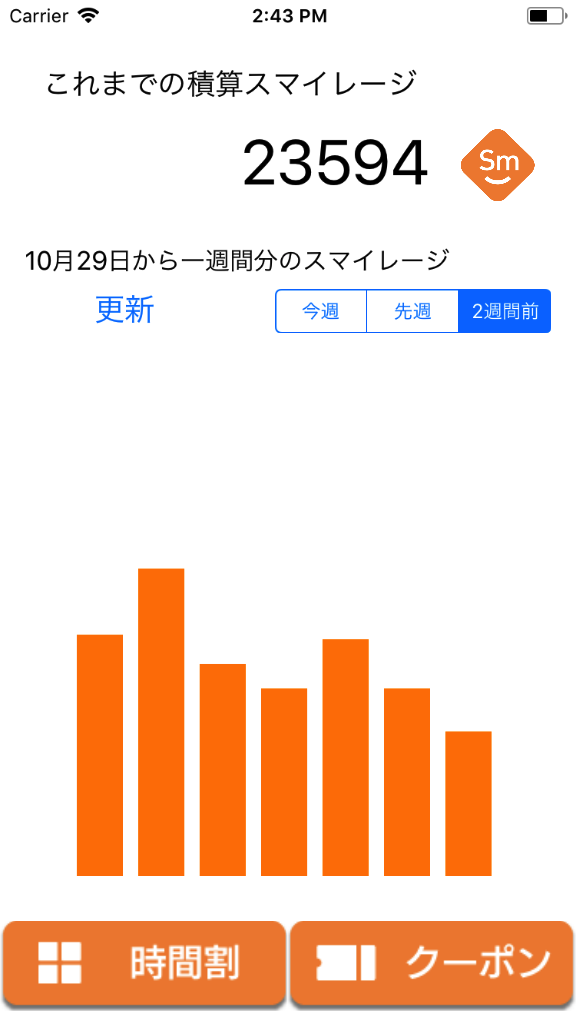 Carrier 2:43 PM
これまでの積算スマイレージ
23594 Sm
10月29日から一週間分のスマイレージ
更新 今週 先週 2週間前
時間割 クーポン